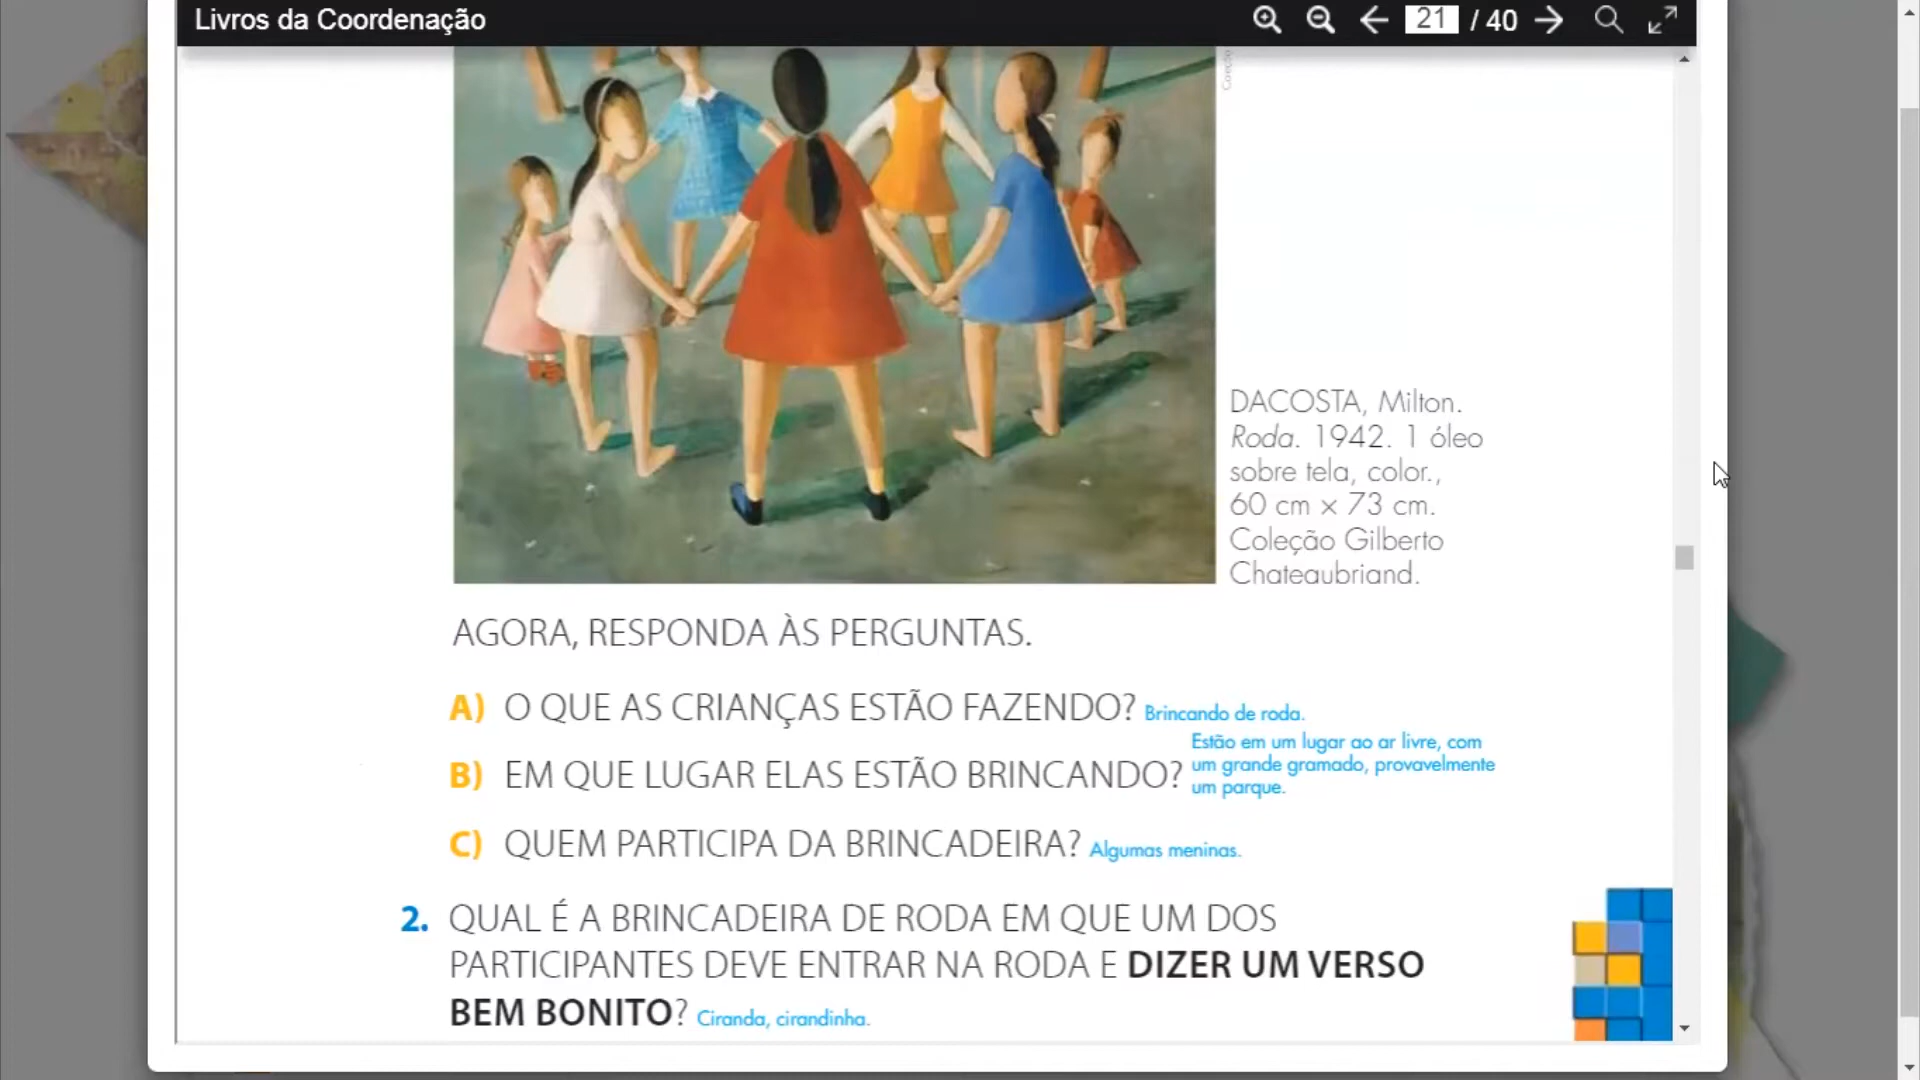 Livros da Coordenação
21 / 40
Coleção
DACOSTA, Milton.
Roda. 1942. 1 óleo
sobre tela, color.,
60 cm × 73 cm.
Coleção Gilberto
Chateaubriand.
AGORA, RESPONDA ÀS PERGUNTAS.
A) O QUE AS CRIANÇAS ESTÃO FAZENDO? Brincando de roda.
B) EM QUE LUGAR ELAS ESTÃO BRINCANDO? Estão em um lugar ao ar livre, com
um grande gramado, provavelmente
um parque.
C) QUEM PARTICIPA DA BRINCADEIRA? Algumas meninas.
2. QUAL É A BRINCADEIRA DE RODA EM QUE UM DOS
PARTICIPANTES DEVE ENTRAR NA RODA E DIZER UM VERSO
BEM BONITO? Ciranda, cirandinha.